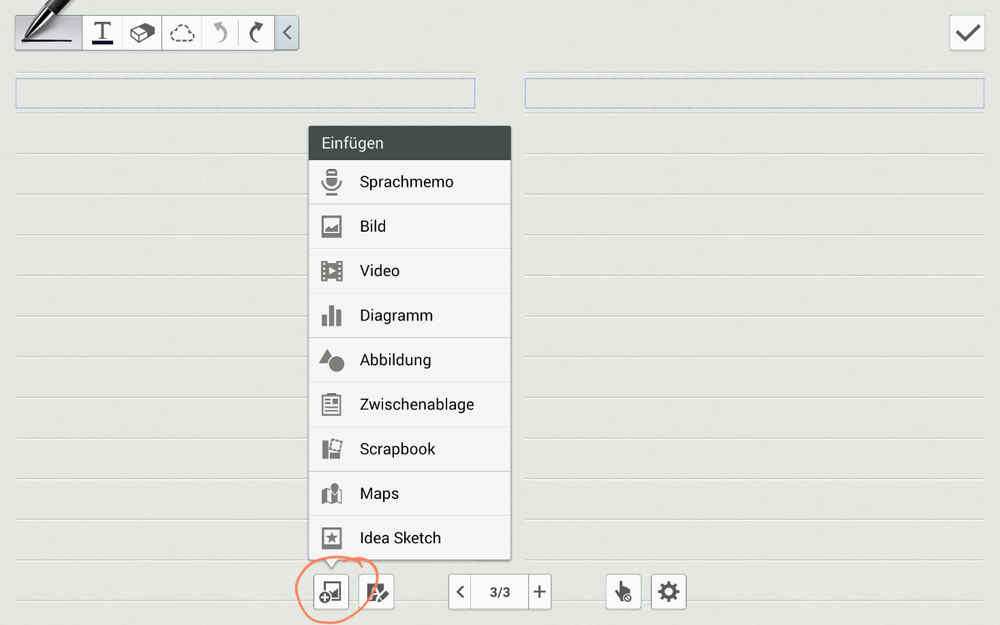 T
Einfügen
Sprachmemo
Bild
Video
Diagramm
Abbildung
Zwischenablage
Scrapbook
Maps
Idea Sketch
3/3